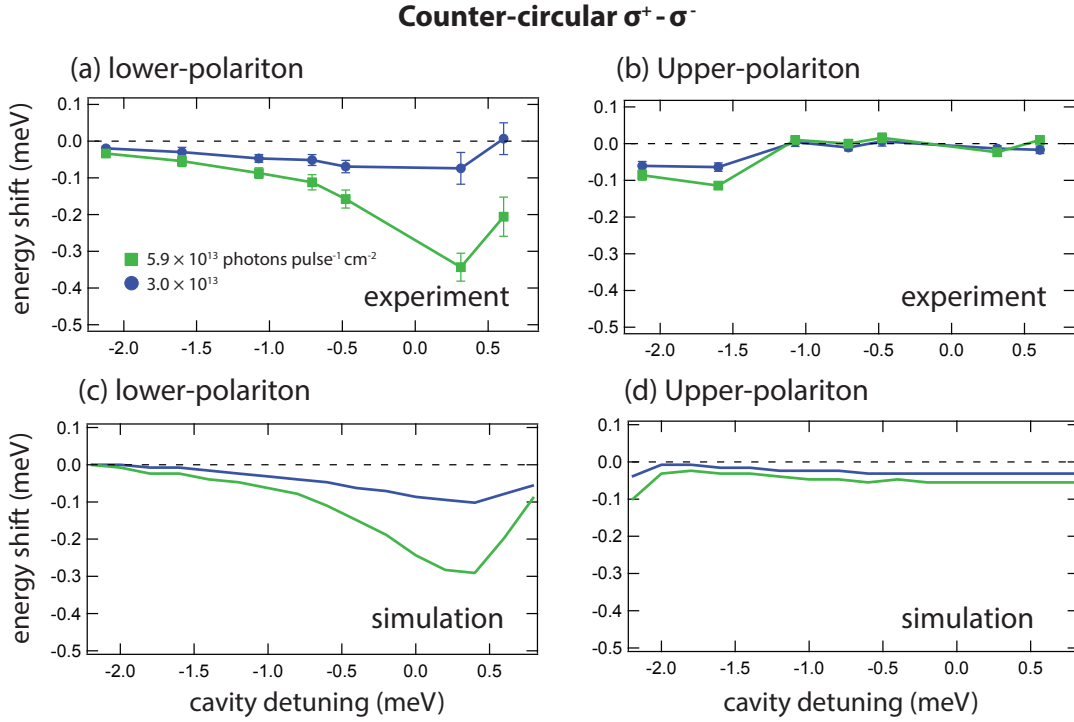 Counter-circular σ⁺ - σ⁻
(a) lower-polariton
(b) Upper-polariton
energy shift (meV)
0.1
0.0
-0.1
-0.2
-0.3
-0.4
-0.5
5.9 × 10¹³ photons pulse⁻¹ cm⁻²
3.0 × 10¹³
experiment
-2.0 -1.5 -1.0 -0.5 0.0 0.5
0.1
0.0
-0.1
-0.2
-0.3
-0.4
-0.5
experiment
-2.0 -1.5 -1.0 -0.5 0.0 0.5
(c) lower-polariton
(d) Upper-polariton
energy shift (meV)
0.1
0.0
-0.1
-0.2
-0.3
-0.4
-0.5
simulation
-2.0 -1.5 -1.0 -0.5 0.0 0.5
cavity detuning (meV)
0.1
0.0
-0.1
-0.2
-0.3
-0.4
-0.5
simulation
-2.0 -1.5 -1.0 -0.5 0.0 0.5
cavity detuning (meV)